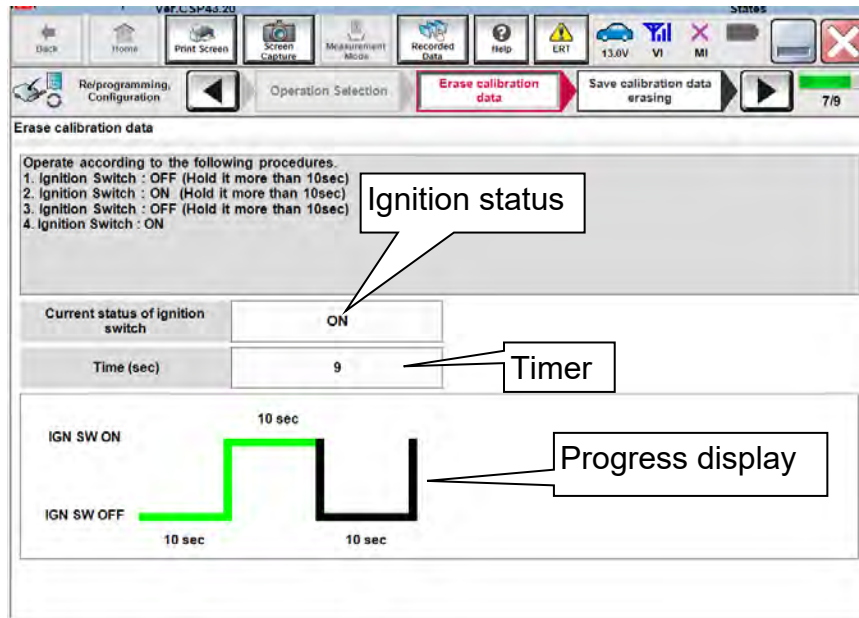 Ver.CSP43.20
States
Back
Home
Print Screen
Screen
Capture
Measurement
Mode
Recorded
Data
Help
ERT
13.0V
VI
MI
Re/programming,
Configuration
Operation Selection
Erase calibration
data
Save calibration data
erasing
7/9
Erase calibration data
Operate according to the following procedures.
1. Ignition Switch : OFF (Hold it more than 10sec)
2. Ignition Switch : ON (Hold it more than 10sec)
3. Ignition Switch : OFF (Hold it more than 10sec)
4. Ignition Switch : ON
Ignition status
Current status of ignition
switch
ON
Time (sec)
9
Timer
10 sec
IGN SW ON
Progress display
IGN SW OFF
10 sec
10 sec